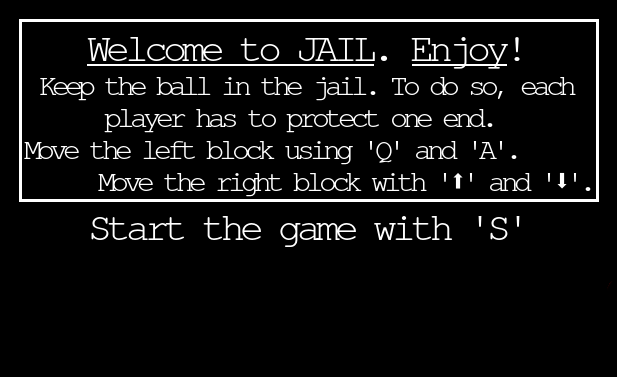 Welcome to JAIL. Enjoy!
Keep the ball in the jail. To do so, each
player has to protect one end.
Move the left block using 'Q' and 'A'.
Move the right block with '⬆' and '⬇'.
Start the game with 'S'